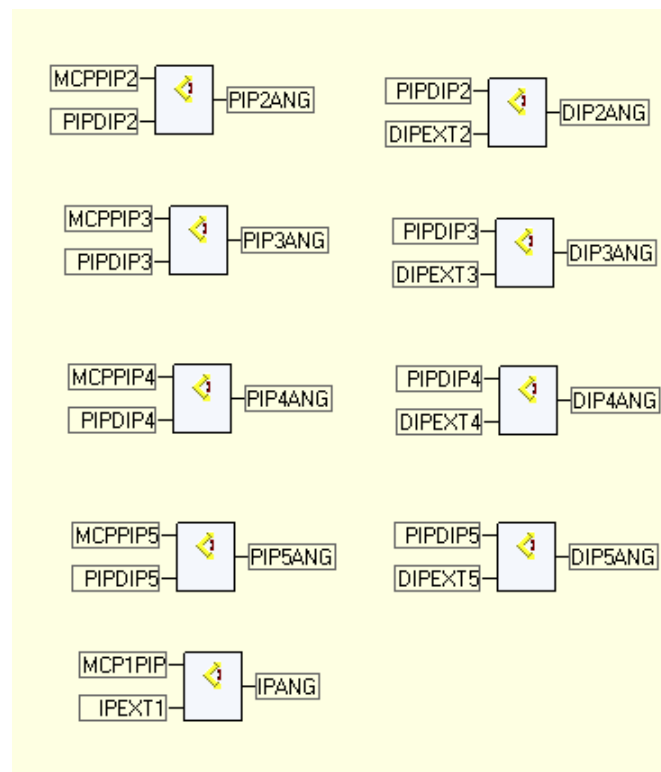 MCPPIP2
PIPDIP2
PIP2ANG
PIPDIP2
DIPEXT2
DIP2ANG
MCPPIP3
PIPDIP3
PIP3ANG
PIPDIP3
DIPEXT3
DIP3ANG
MCPPIP4
PIPDIP4
PIP4ANG
PIPDIP4
DIPEXT4
DIP4ANG
MCPPIP5
PIPDIP5
PIP5ANG
PIPDIP5
DIPEXT5
DIP5ANG
MCP1PIP
IPEXT1
IPANG